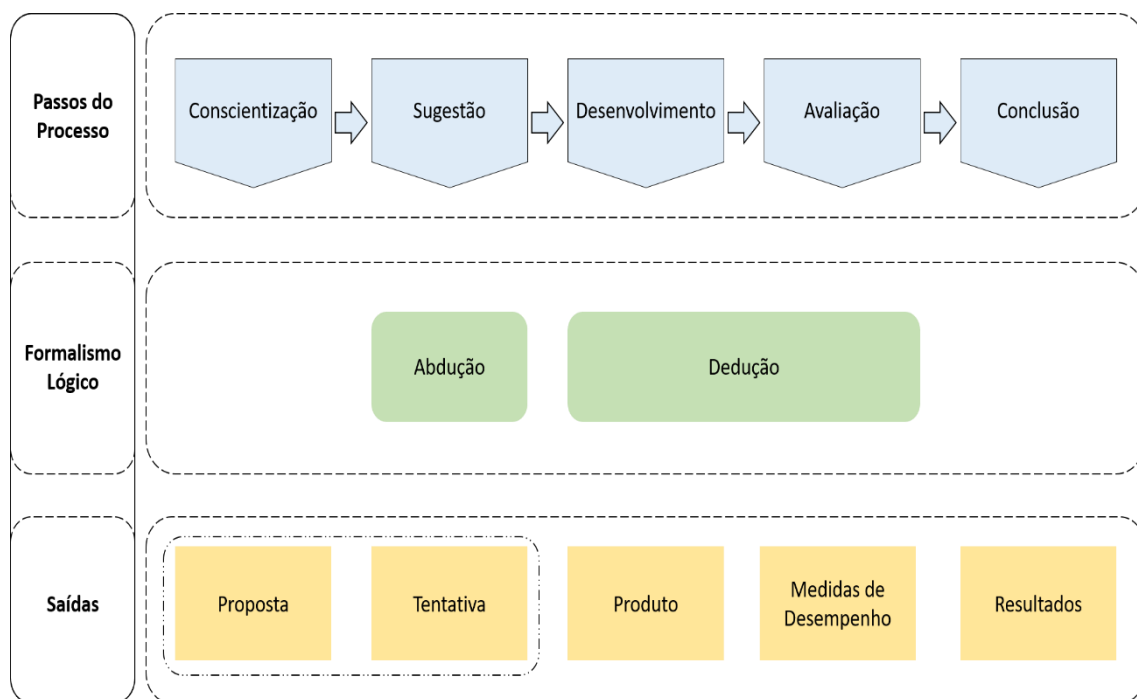 Passos do
Processo
Conscientização
Sugestão
Desenvolvimento
Avaliação
Conclusão
Formalismo
Lógico
Abdução
Dedução
Saídas
Proposta
Tentativa
Produto
Medidas de
Desempenho
Resultados